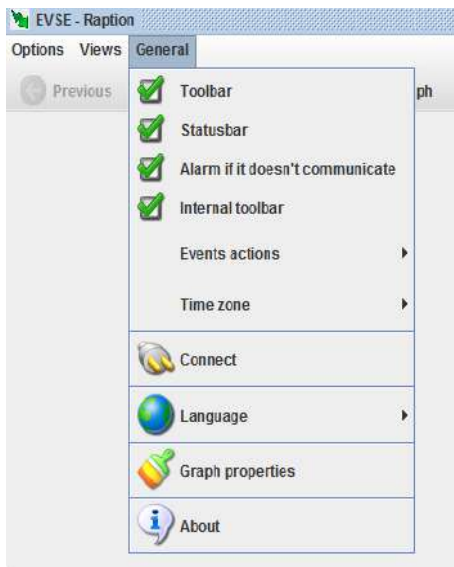 EVSE - Raption
Options Views General
Previous ph
Toolbar
Statusbar
Alarm if it doesn't communicate
Internal toolbar
Events actions
Time zone
Connect
Language
Graph properties
About